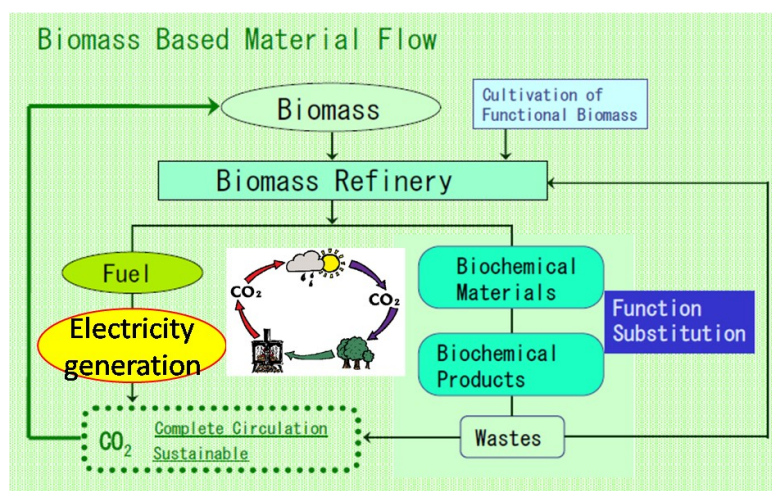 Biomass Based Material Flow
Biomass
Cultivation of
Functional Biomass
Biomass Refinery
Fuel
Electricity
generation
CO2
CO2
Biochemical
Materials
Biochemical
Products
Function
Substitution
CO2
Complete Circulation
Sustainable
Wastes